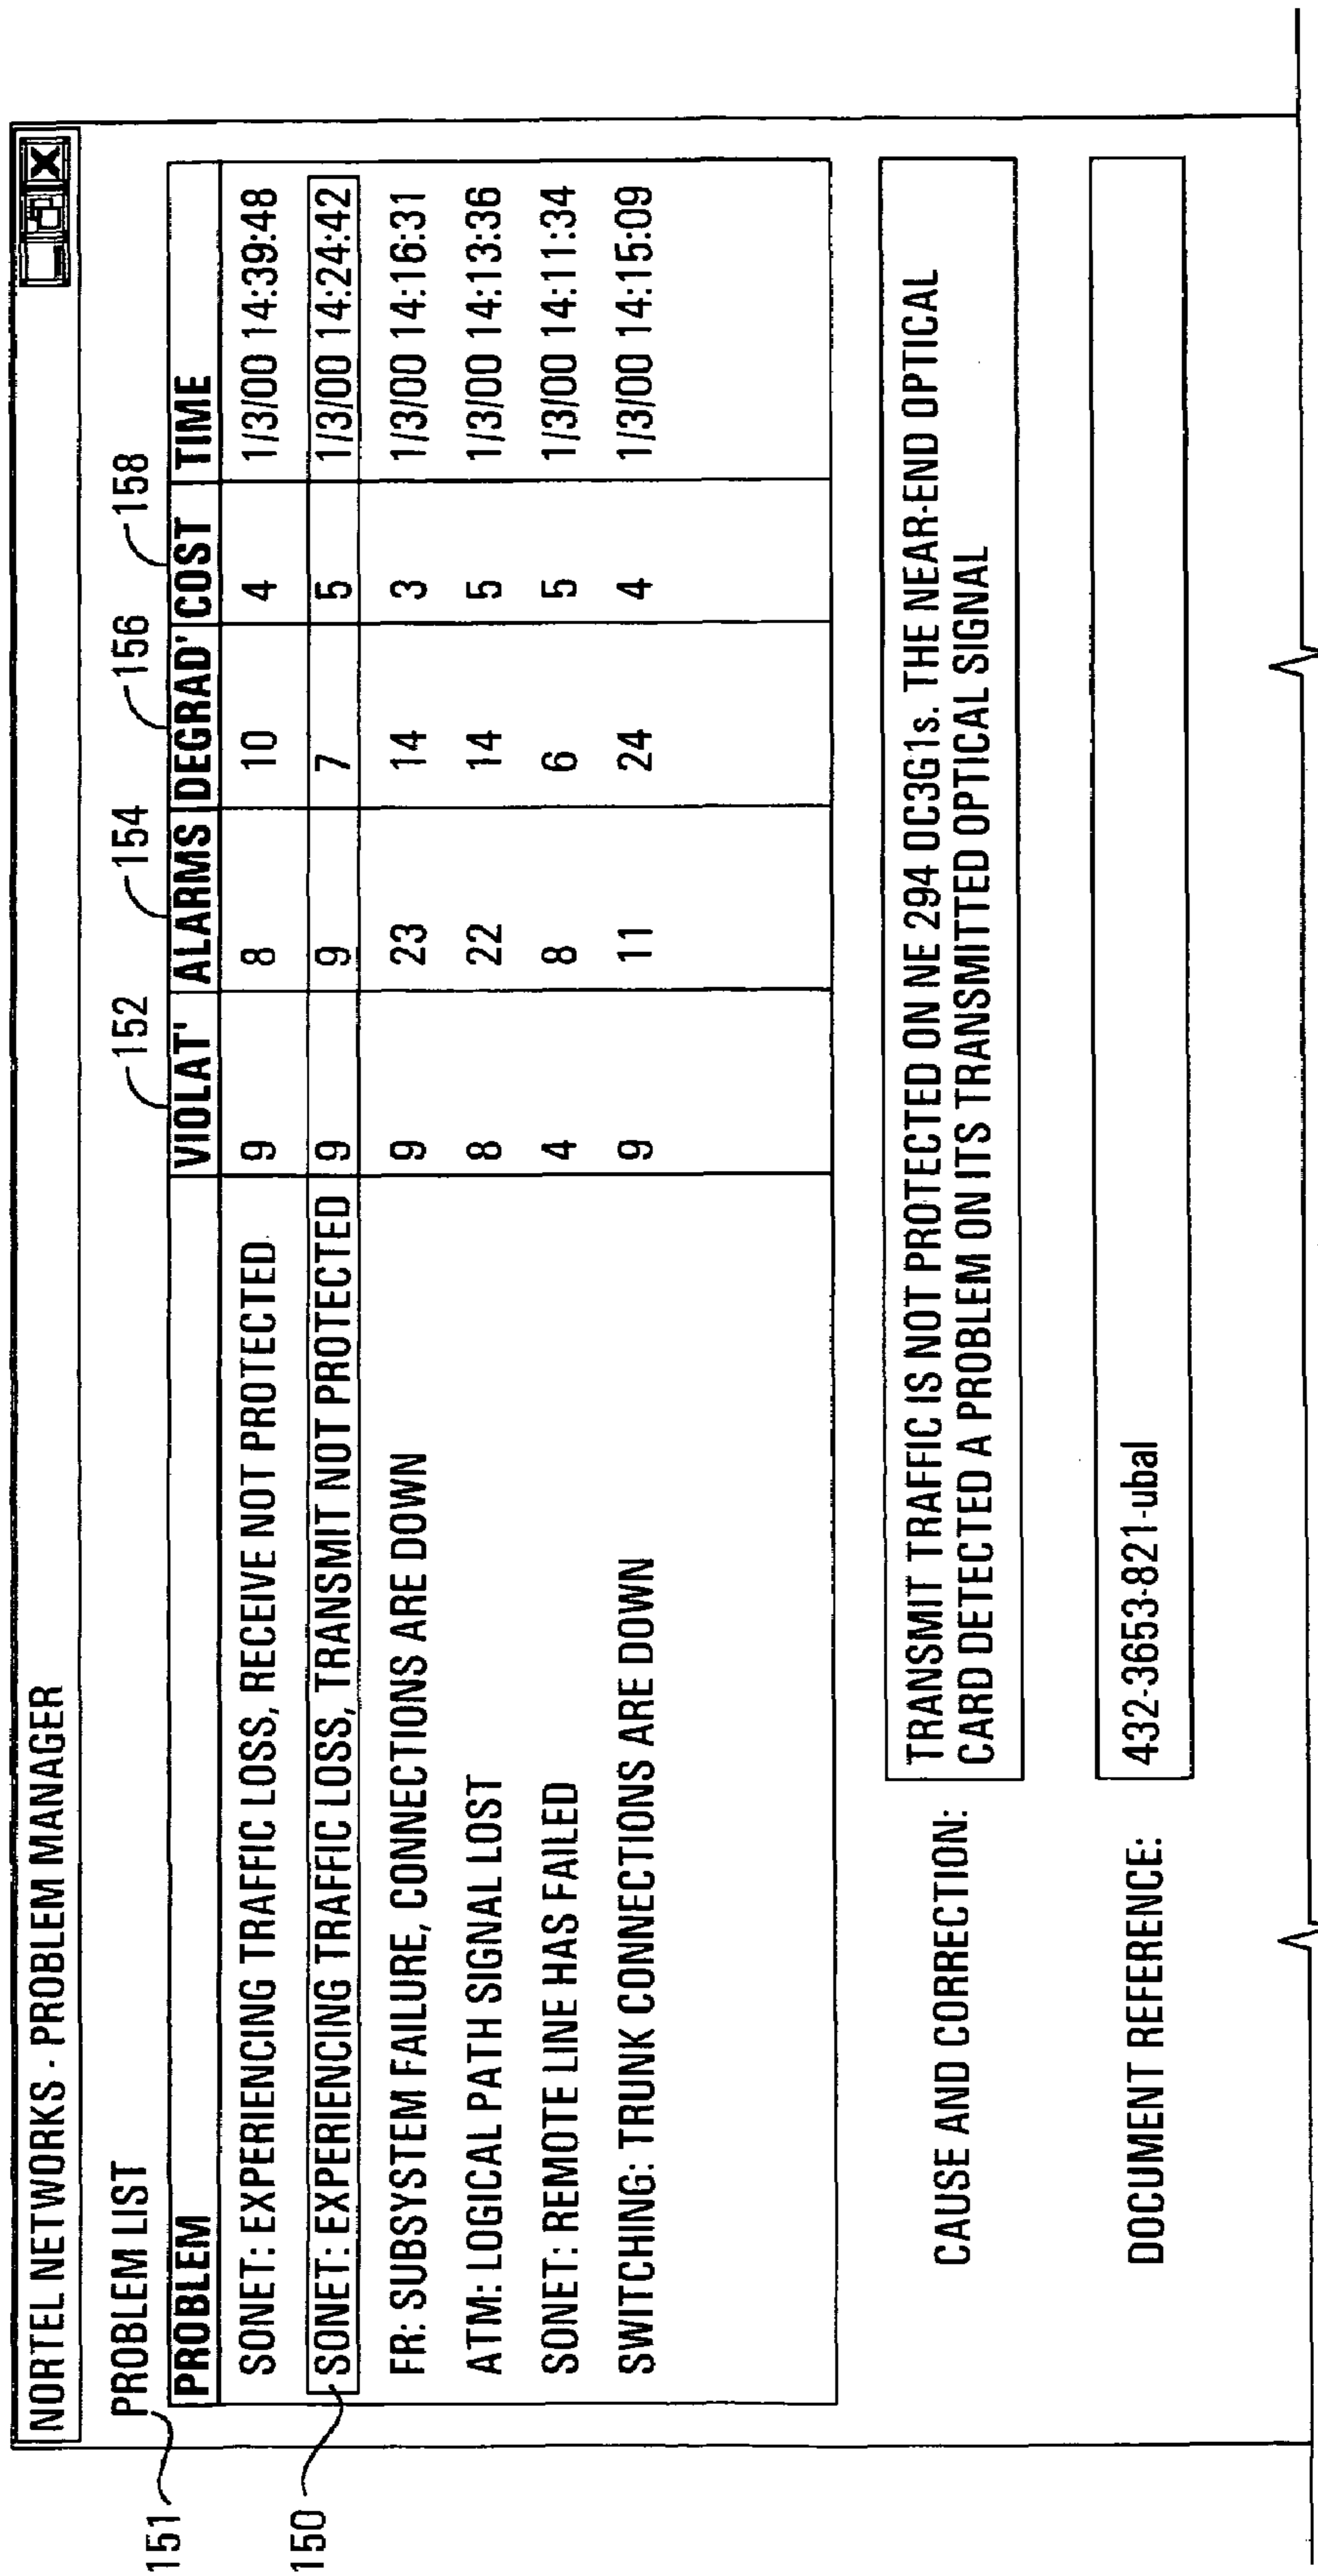 NORTEL NETWORKS - PROBLEM MANAGER
151 PROBLEM LIST 152 154 156 158
PROBLEM VIOLAT' ALARMS DEGRAD' COST TIME
SONET: EXPERIENCING TRAFFIC LOSS, RECEIVE NOT PROTECTED 9 8 10 4 1/3/00 14:39:48
150 SONET: EXPERIENCING TRAFFIC LOSS, TRANSMIT NOT PROTECTED 9 9 7 5 1/3/00 14:24:42
FR: SUBSYSTEM FAILURE, CONNECTIONS ARE DOWN 9 23 14 3 1/3/00 14:16:31
ATM: LOGICAL PATH SIGNAL LOST 8 22 14 5 1/3/00 14:13:36
SONET: REMOTE LINE HAS FAILED 4 8 6 5 1/3/00 14:11:34
SWITCHING: TRUNK CONNECTIONS ARE DOWN 9 11 24 4 1/3/00 14:15:09
CAUSE AND CORRECTION: TRANSMIT TRAFFIC IS NOT PROTECTED ON NE 294 0C3G1s. THE NEAR-END OPTICAL
CARD DETECTED A PROBLEM ON ITS TRANSMITTED OPTICAL SIGNAL
DOCUMENT REFERENCE: 432-3653-821-ubal